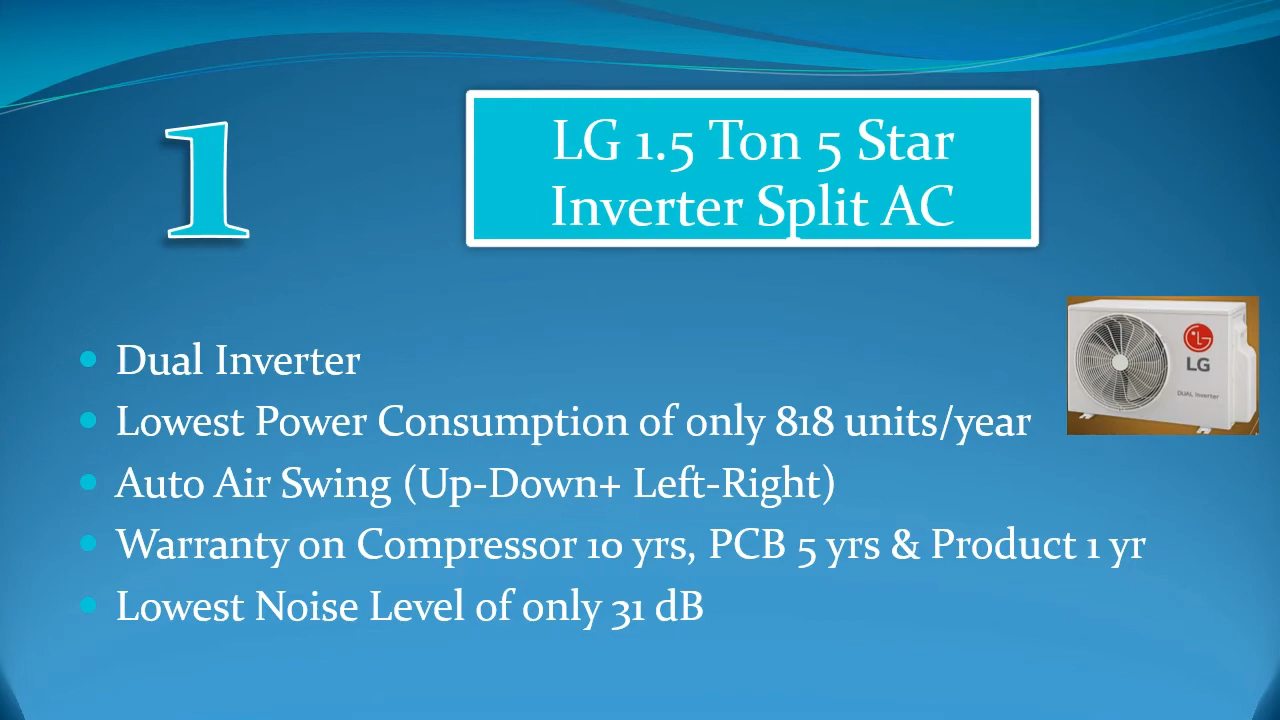 1
LG 1.5 Ton 5 Star
Inverter Split AC
Dual Inverter
Lowest Power Consumption of only 818 units/year
Auto Air Swing (Up-Down+ Left-Right)
Warranty on Compressor 10 yrs, PCB 5 yrs & Product 1 yr
Lowest Noise Level of only 31 dB
LG
DUAL Inverter